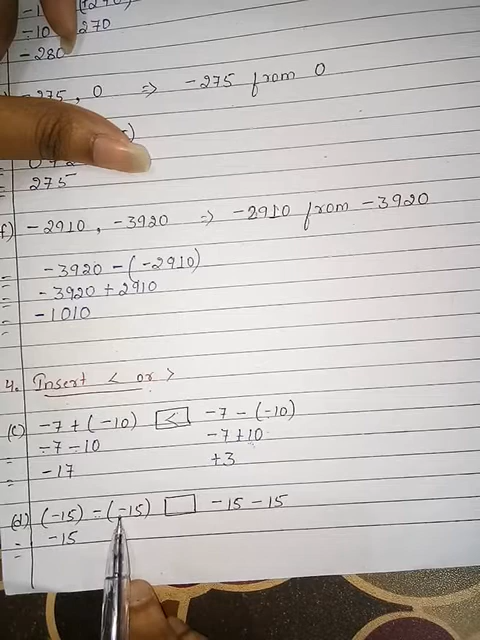 270
-280
-275, 0 ⇒ -275 from 0
275
f) -2910, -3920 ⇒ -2910 from -3920
= -3920 - (-2910)
= -3920 + 2910
= -1010
4. Insert < or >
(c) -7 + (-10) < -7 - (-10)
= -7 - 10 -7 + 10
= -17 +3
(d) (-15) - (-15) □ -15 - 15
= -15
=